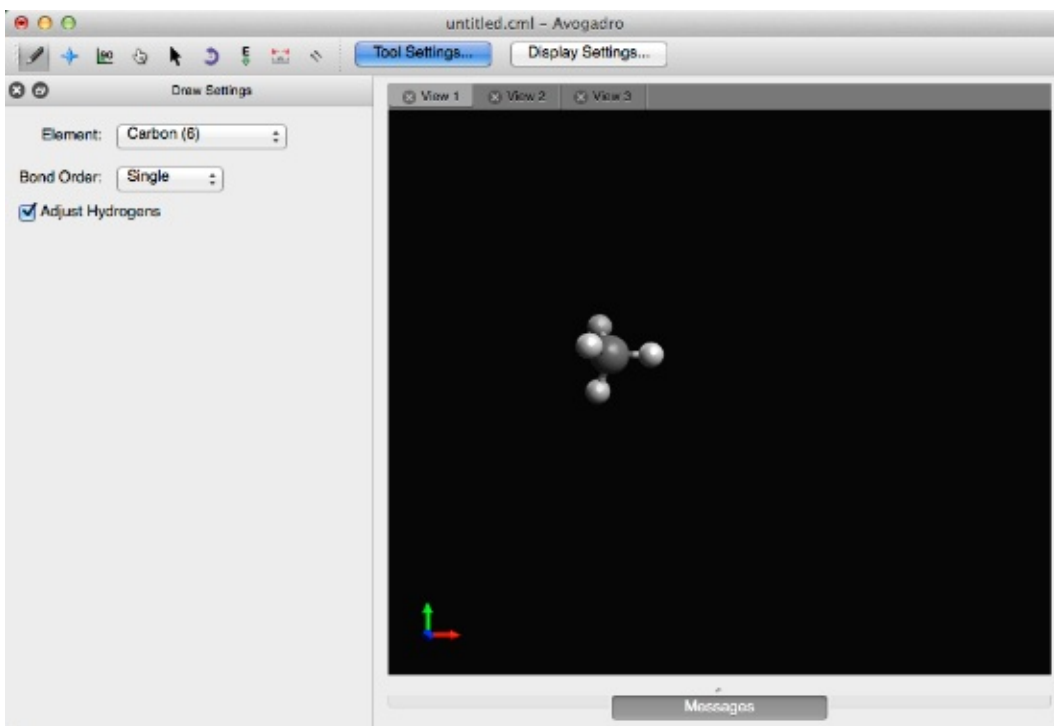 untitled.cml - Avogadro
Tool Settings... Display Settings...
Draw Settings
View 1 View 2 View 3
Element: Carbon (6)
Bond Order: Single
Adjust Hydrogens
Messages